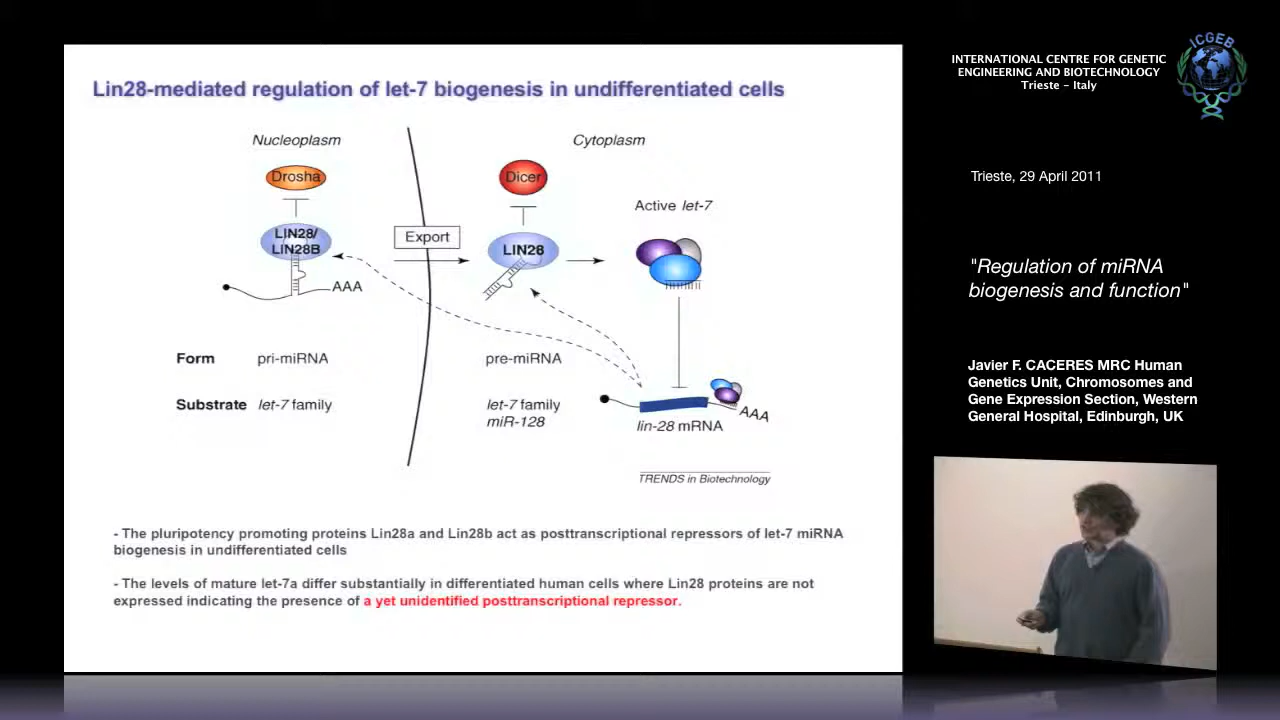 Lin28-mediated regulation of let-7 biogenesis in undifferentiated cells
Nucleoplasm
Cytoplasm
Drosha
Dicer
Active let-7
LIN28/
LIN28B
Export
LIN28
AAA
Form
pri-miRNA
pre-miRNA
Substrate
let-7 family
let-7 family
miR-128
AAA
lin-28 mRNA
TRENDS in Biotechnology
- The pluripotency promoting proteins Lin28a and Lin28b act as posttranscriptional repressors of let-7 miRNA
biogenesis in undifferentiated cells
- The levels of mature let-7a differ substantially in differentiated human cells where Lin28 proteins are not
expressed indicating the presence of a yet unidentified posttranscriptional repressor.
INTERNATIONAL CENTRE FOR GENETIC
ENGINEERING AND BIOTECHNOLOGY
Trieste - Italy
ICGEB
Trieste, 29 April 2011
"Regulation of miRNA
biogenesis and function"
Javier F. CACERES MRC Human
Genetics Unit, Chromosomes and
Gene Expression Section, Western
General Hospital, Edinburgh, UK